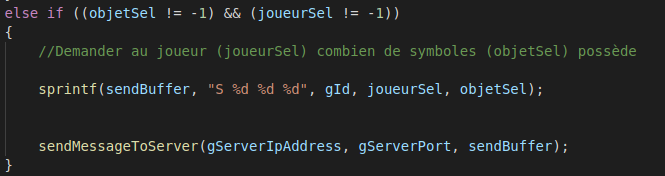 else if ((objetSel != -1) && (joueurSel != -1))
{
//Demander au joueur (joueurSel) combien de symboles (objetSel) possède
sprintf(sendBuffer, "S %d %d %d", gId, joueurSel, objetSel);
sendMessageToServer(gServerIpAddress, gServerPort, sendBuffer);
}